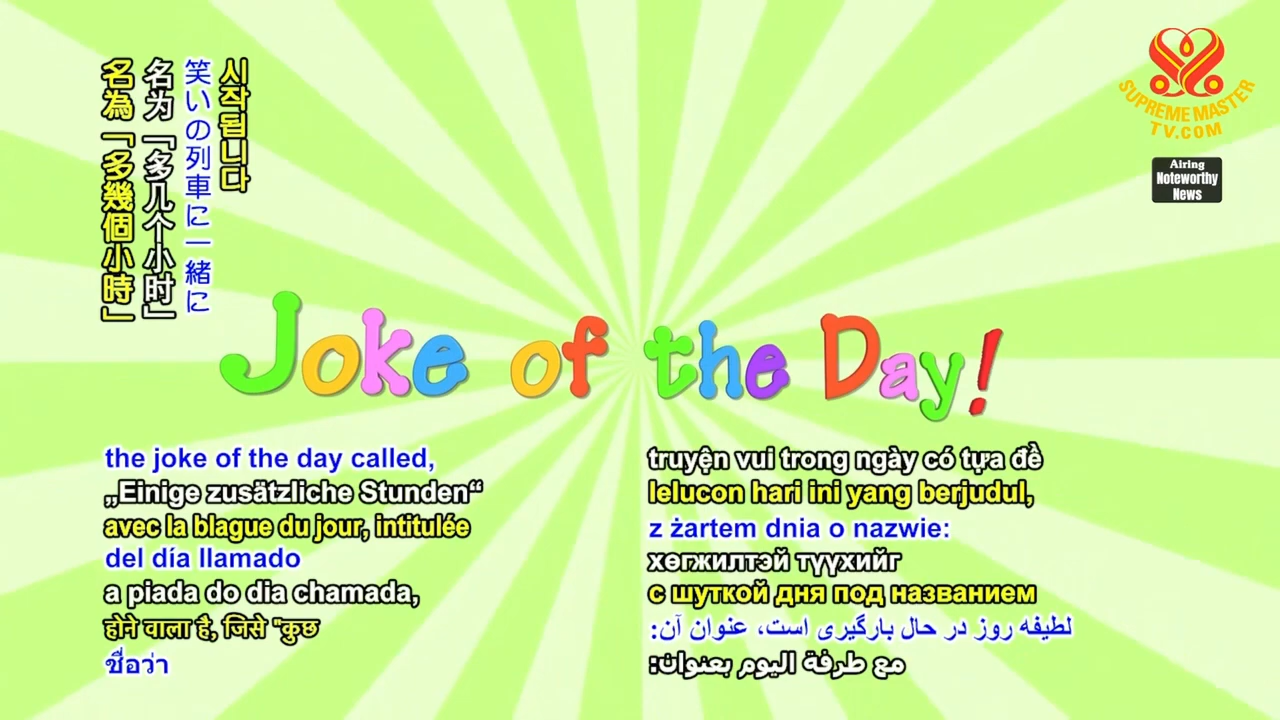 시작됩니다
笑いの列車に一緒に
名为「多几个小时」
名為「多幾個小時」
SUPREME MASTER
TV.COM
Airing
Noteworthy
News
Joke of the Day!
the joke of the day called,
„Einige zusätzliche Stunden“
avec la blague du jour, intitulée
del día llamado
a piada do dia chamada,
होने वाला है, जिसे "कुछ
ชื่อว่า
truyện vui trong ngày có tựa đề
lelucon hari ini yang berjudul,
z żartem dnia o nazwie:
хөгжилтэй түүхийг
с шуткой дня под названием
لطیفه روز در حال بارگیری است، عنوان آن:
مع طرفة اليوم بعنوان: